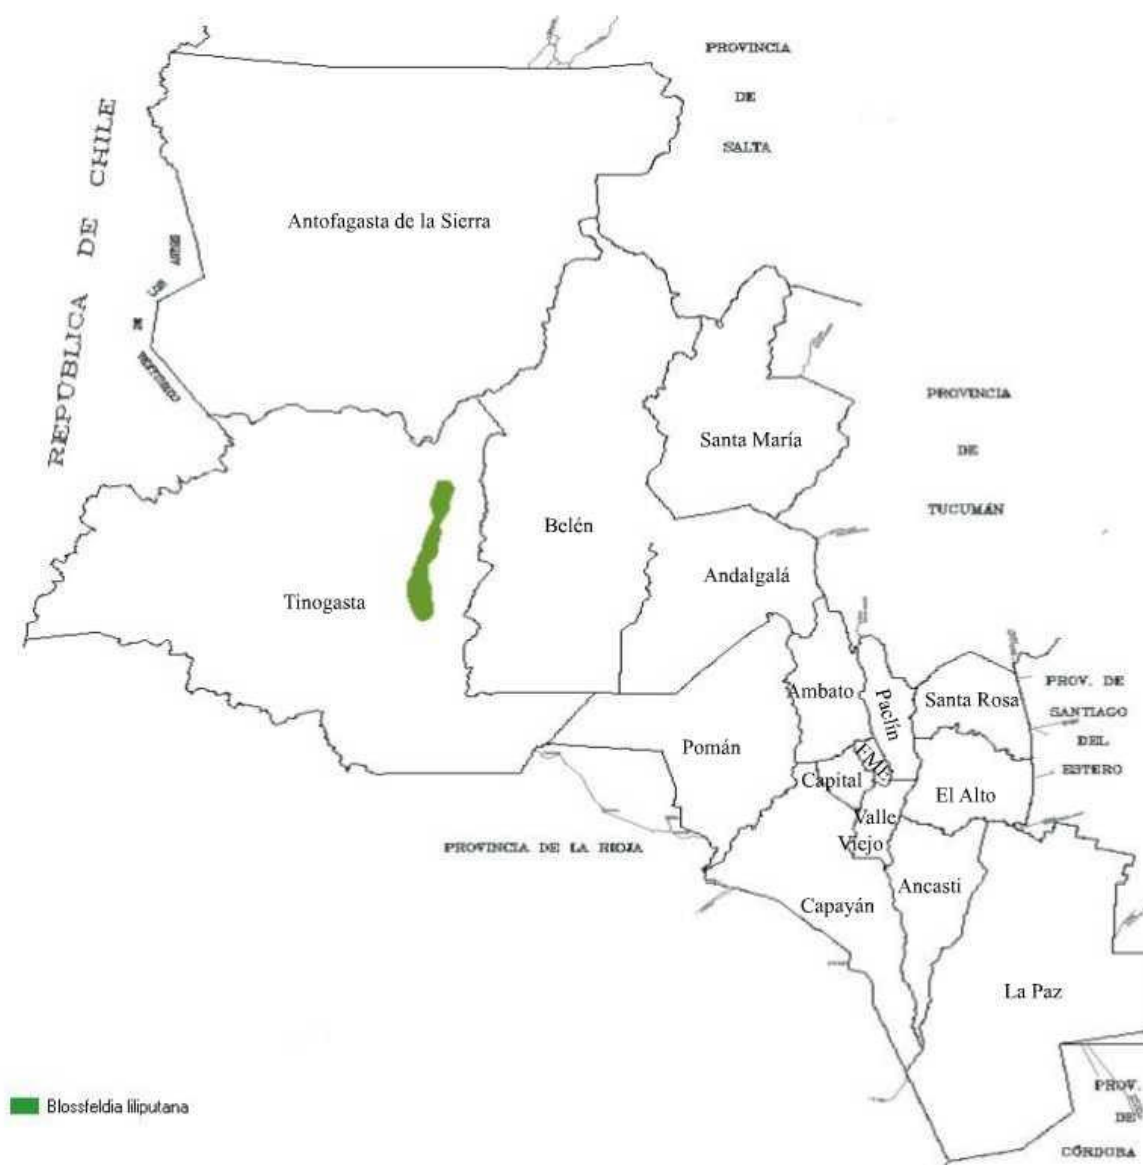 PROVINCIA
DE
SALTA
REPUBLICA DE CHILE
Antofagasta de la Sierra
LOS
DE
PROVINCIA
DE
TUCUMÁN
Santa María
Belén
Andalgalá
Tinogasta
Ambato
Paclín
Santa Rosa
PROV. DE
SANTIAGO
DEL
ESTERO
Pomán
FME
Capital
El Alto
Valle
Viejo
PROVINCIA DE LA RIOJA
Ancasti
Capayán
La Paz
Blossfeldia liliputana
PROV.
DE
CÓRDOBA